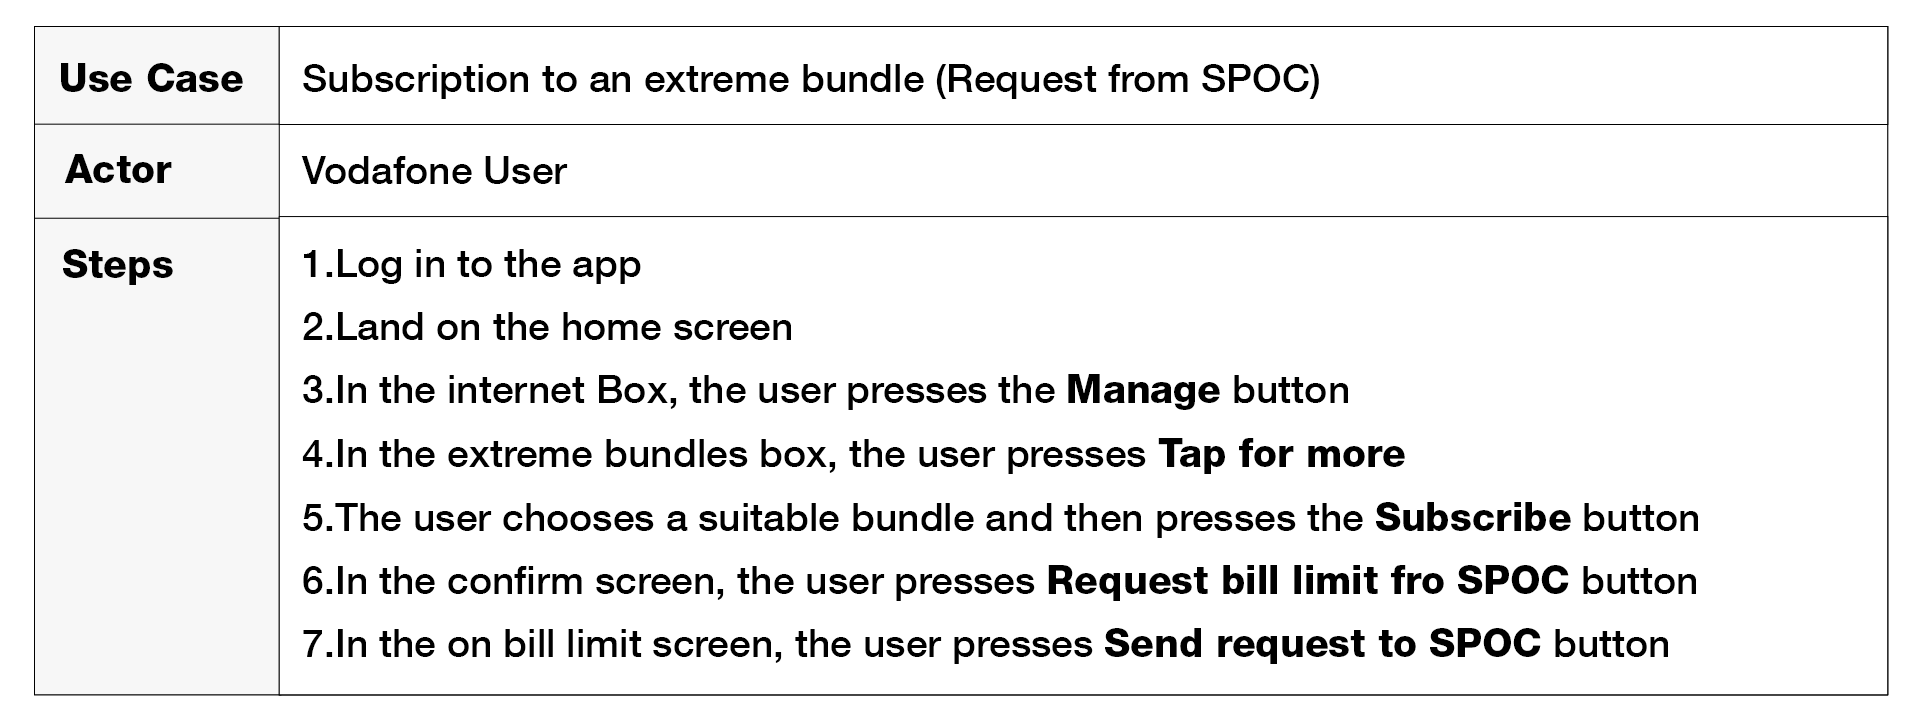 Use Case
Subscription to an extreme bundle (Request from SPOC)
Actor
Vodafone User
Steps
1.Log in to the app
2.Land on the home screen
3.In the internet Box, the user presses the Manage button
4.In the extreme bundles box, the user presses Tap for more
5.The user chooses a suitable bundle and then presses the Subscribe button
6.In the confirm screen, the user presses Request bill limit fro SPOC button
7.In the on bill limit screen, the user presses Send request to SPOC button